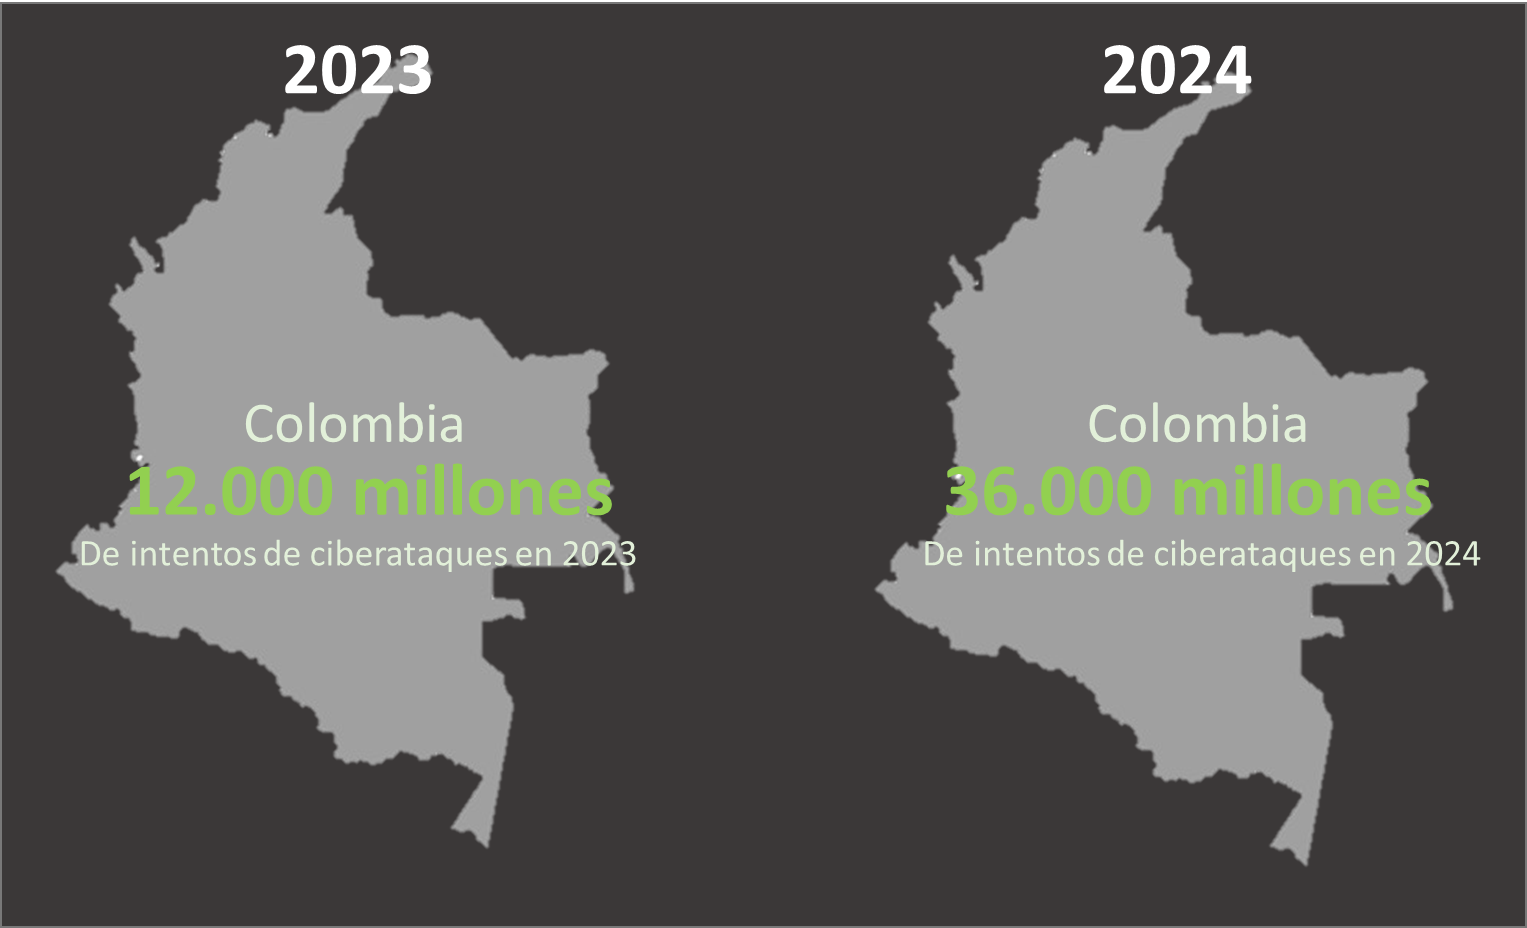 2023
Colombia
12.000 millones
De intentos de ciberataques en 2023
2024
Colombia
36.000 millones
De intentos de ciberataques en 2024